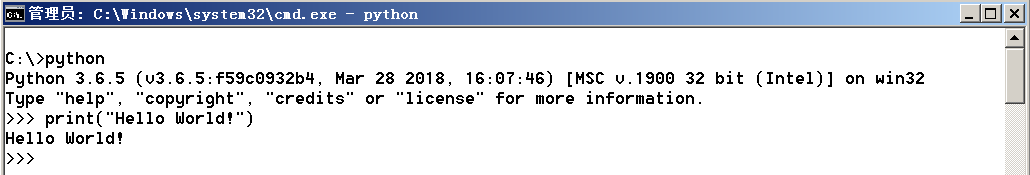 管理员: C:\Windows\system32\cmd.exe - python
C:\>python
Python 3.6.5 (v3.6.5:f59c0932b4, Mar 28 2018, 16:07:46) [MSC v.1900 32 bit (Intel)] on win32
Type "help", "copyright", "credits" or "license" for more information.
>>> print("Hello World!")
Hello World!
>>>